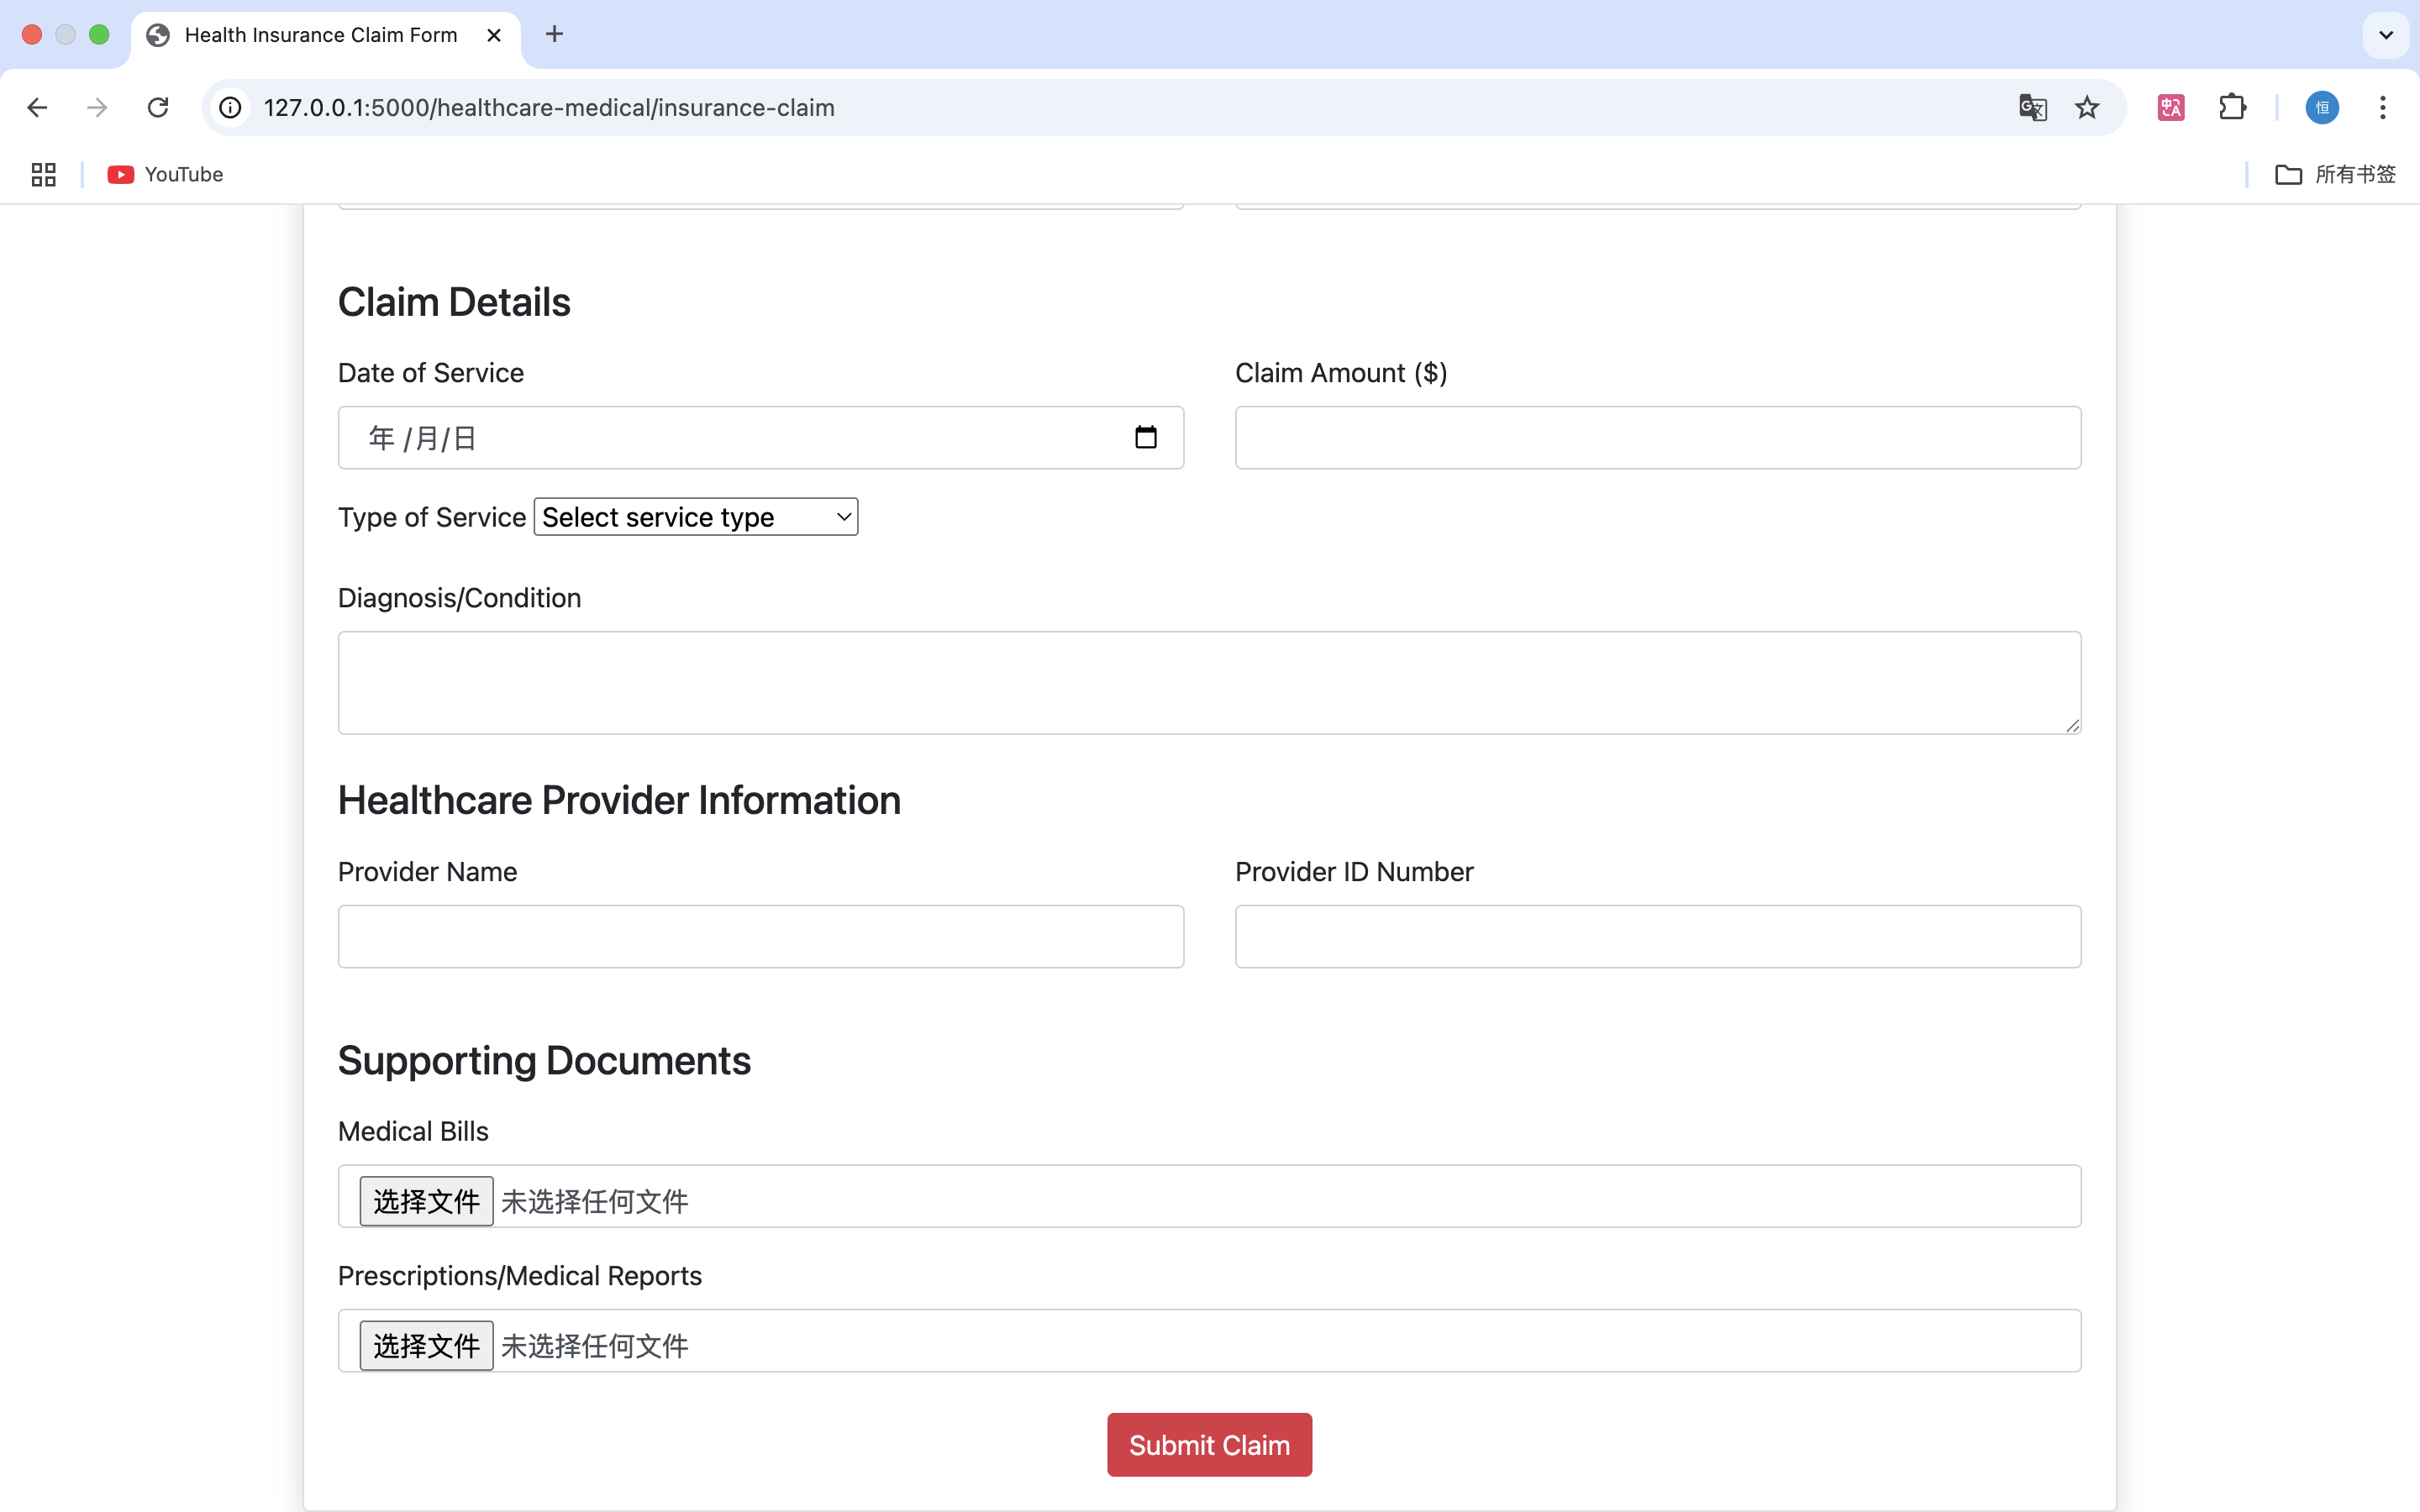 Health Insurance Claim Form
127.0.0.1:5000/healthcare-medical/insurance-claim
恒
YouTube
所有书签
Claim Details
Date of Service
Claim Amount ($)
年 /月/日
Type of Service
Select service type
Diagnosis/Condition
Healthcare Provider Information
Provider Name
Provider ID Number
Supporting Documents
Medical Bills
选择文件 未选择任何文件
Prescriptions/Medical Reports
选择文件 未选择任何文件
Submit Claim